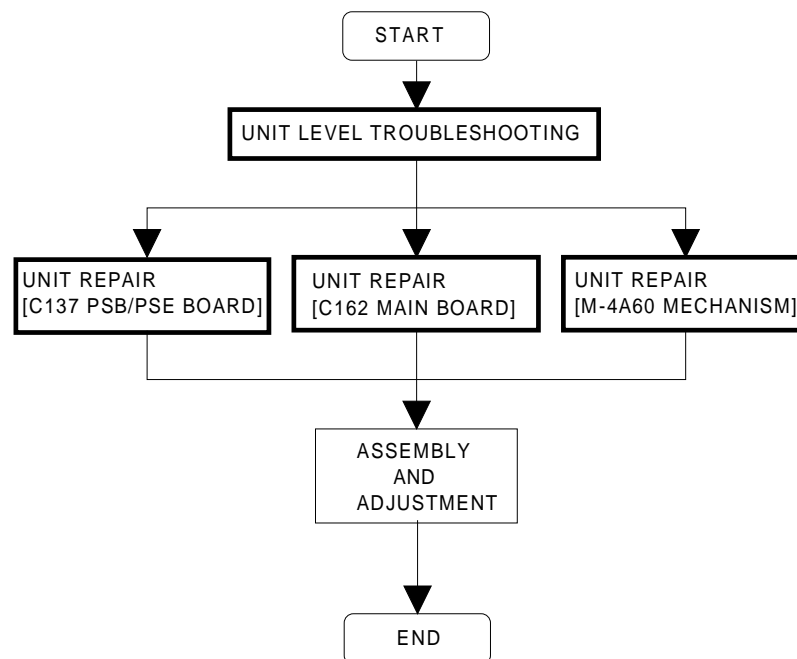 START
UNIT LEVEL TROUBLESHOOTING
UNIT REPAIR
[C137 PSB/PSE BOARD]
UNIT REPAIR
[C162 MAIN BOARD]
UNIT REPAIR
[M-4A60 MECHANISM]
ASSEMBLY
AND
ADJUSTMENT
END